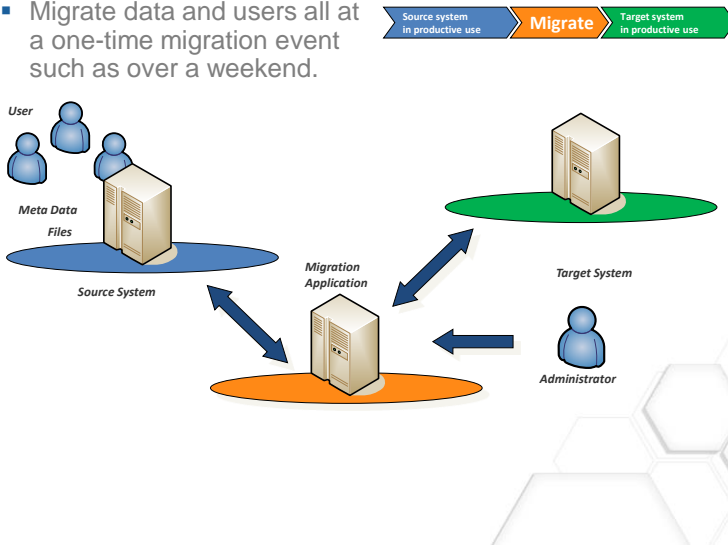 ▪ Migrate data and users all at
a one-time migration event
such as over a weekend.
Source system
in productive use
Migrate
Target system
in productive use
User
Meta Data
Files
Source System
Migration
Application
Target System
Administrator